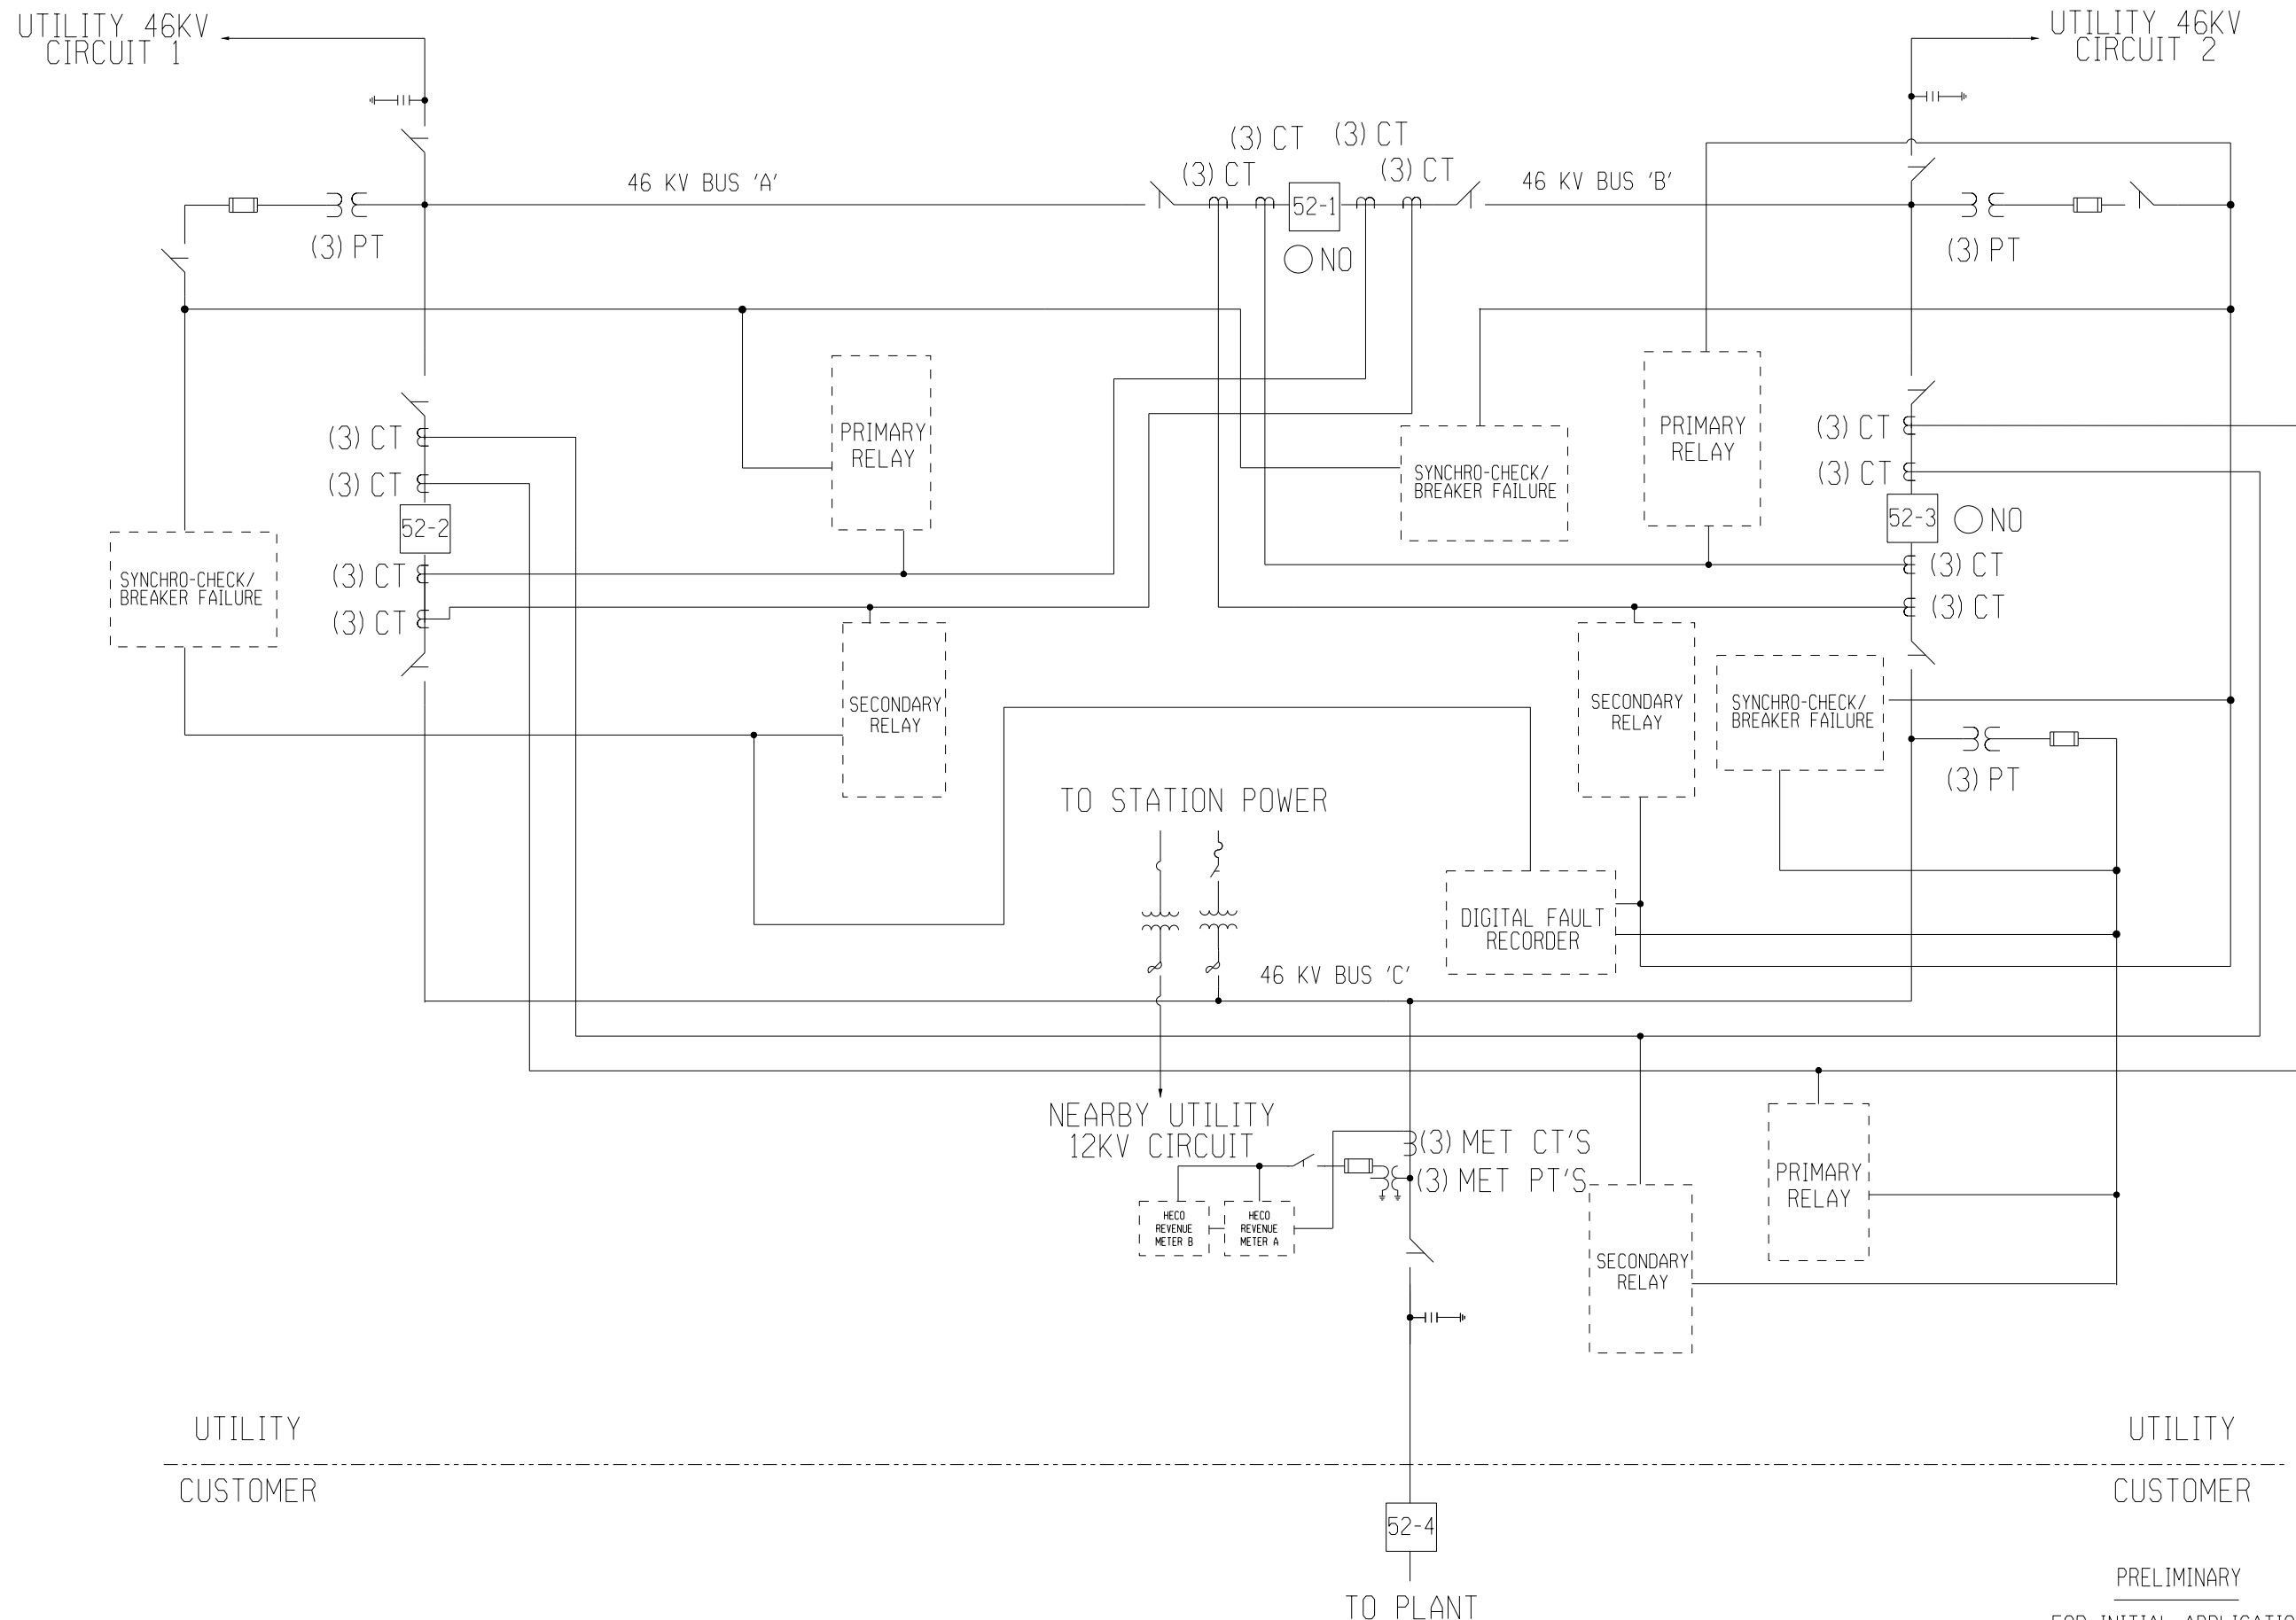 UTILITY 46KV
CIRCUIT 1
UTILITY 46KV
CIRCUIT 2
(3) CT
(3) CT
(3) CT
(3) CT
46 KV BUS 'A'
46 KV BUS 'B'
52-1
NO
(3) PT
(3) PT
PRIMARY
RELAY
PRIMARY
RELAY
(3) CT
(3) CT
(3) CT
(3) CT
SYNCHRO-CHECK/
BREAKER FAILURE
52-2
52-3
NO
(3) CT
(3) CT
SYNCHRO-CHECK/
BREAKER FAILURE
(3) CT
(3) CT
SECONDARY
RELAY
SECONDARY
RELAY
SYNCHRO-CHECK/
BREAKER FAILURE
(3) PT
TO STATION POWER
DIGITAL FAULT
RECORDER
46 KV BUS 'C'
NEARBY UTILITY
12KV CIRCUIT
(3) MET CT'S
(3) MET PT'S
PRIMARY
RELAY
HECO
REVENUE
METER B
HECO
REVENUE
METER A
SECONDARY
RELAY
UTILITY
UTILITY
CUSTOMER
CUSTOMER
52-4
TO PLANT
PRELIMINARY
FOR INITIAL